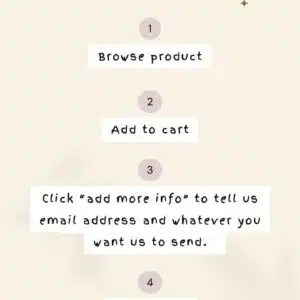 1
Browse product
2
Add to cart
3
Click "add more info" to tell us
email address and whatever you
want us to send.
4